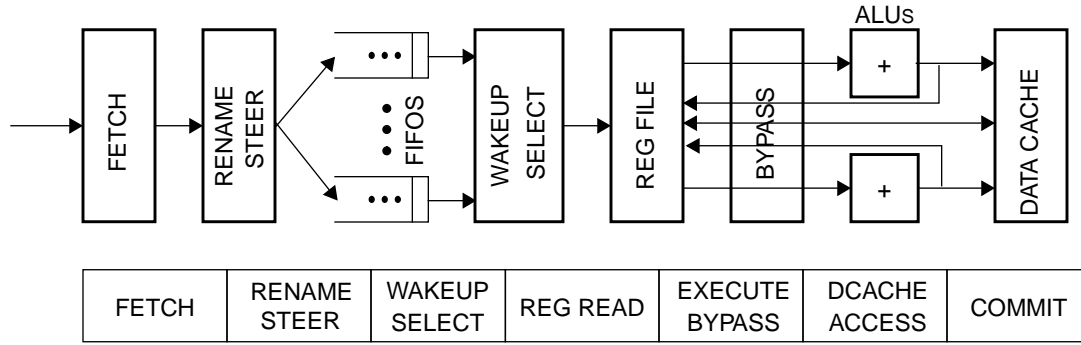 ALUs
FETCH
RENAME
STEER
•••
•••
FIFOS
•••
WAKEUP
SELECT
REG FILE
BYPASS
+
+
DATA CACHE
FETCH
RENAME
STEER
WAKEUP
SELECT
REG READ
EXECUTE
BYPASS
DCACHE
ACCESS
COMMIT